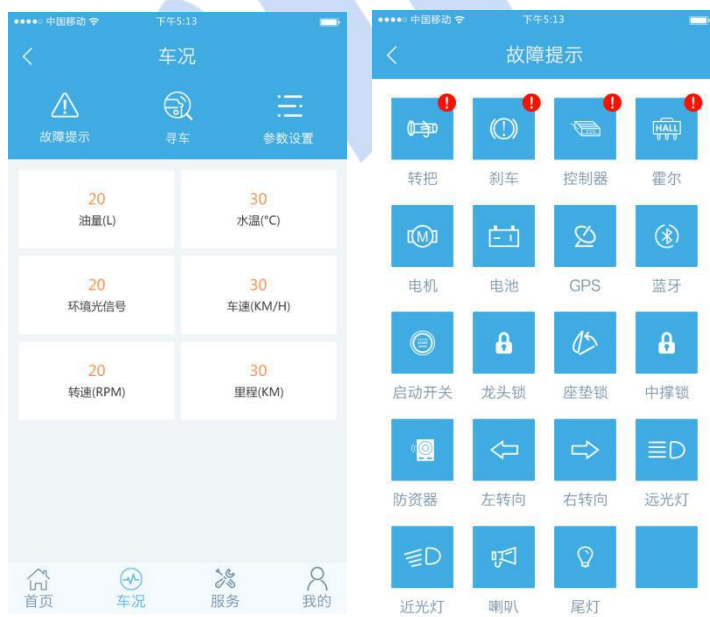 中国移动 下午5:13
车况
故障提示 寻车 参数设置
20 30
油量(L) 水温(°C)
20 30
环境光信号 车速(KM/H)
20 30
转速(RPM) 里程(KM)
首页 车况 服务 我的
中国移动 下午5:13
故障提示
HALL
转把 刹车 控制器 霍尔
M
电机 电池 GPS 蓝牙
启动开关 龙头锁 座垫锁 中撑锁
防资器 左转向 右转向 远光灯
近光灯 喇叭 尾灯